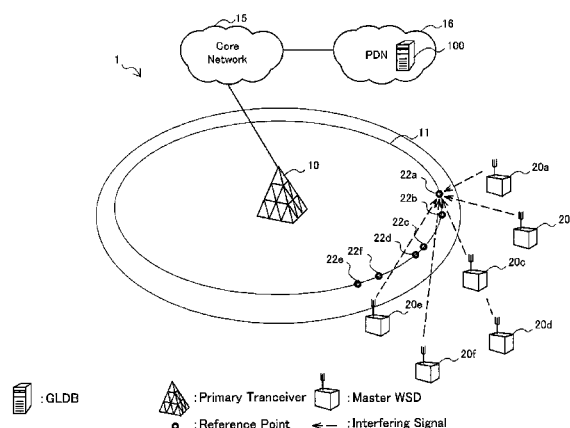 15
Core
Network
16
PDN
100
1
11
10
22a
20a
22b
20
22c
22d
20c
22f
22e
20e
20d
20f
: GLDB
: Primary Tranceiver
: Master WSD
: Reference Point
: Interfering Signal